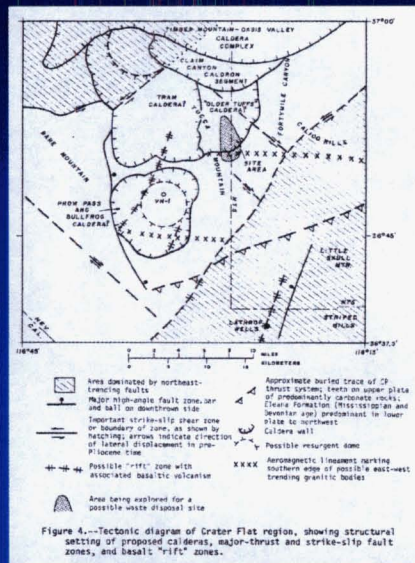 37°00'
TIMBER MOUNTAIN-OASIS VALLEY
CALDERA
COMPLEX
CLAIM
CANYON
CALDRON
SEGMENT
TRAM
CALDERA?
"OLDER TUFFS"
CALDERA?
FORTYMILE CANYON
CALICO HILLS
YUCCA
MOUNTAIN
SITE
AREA
BARE MOUNTAIN
NTS
VH-1
PROW PASS
AND
BULLFROG
CALDERA?
36°45'
LITTLE
SKULL
MTN.
NTS
LATHROP
WELLS
STRIPED
HILLS
NEV.
CAL.
36°37.5'
116°45'
116°15'
MILES
KILOMETERS
Area dominated by northeast-
trending faults
Major high-angle fault zone, bar
and ball on downthrown side
Important strike-slip shear zone
or boundary of zone, as shown by
hatching; arrows indicate direction
of lateral displacement in pre-
Pliocene time
Possible "rift" zone with
associated basaltic volcanism
Area being explored for a
possible waste disposal site
Approximate buried trace of CP
thrust system; teeth on upper plate
of predominantly carbonate rocks;
Eleana Formation (Mississippian and
Devonian age) predominant in lower
plate to northwest
Caldera wall
Possible resurgent dome
Aeromagnetic lineament marking
southern edge of possible east-west
trending granitic bodies
Figure 4.--Tectonic diagram of Crater Flat region, showing structural
setting of proposed calderas, major-thrust and strike-slip fault
zones, and basalt "rift" zones.